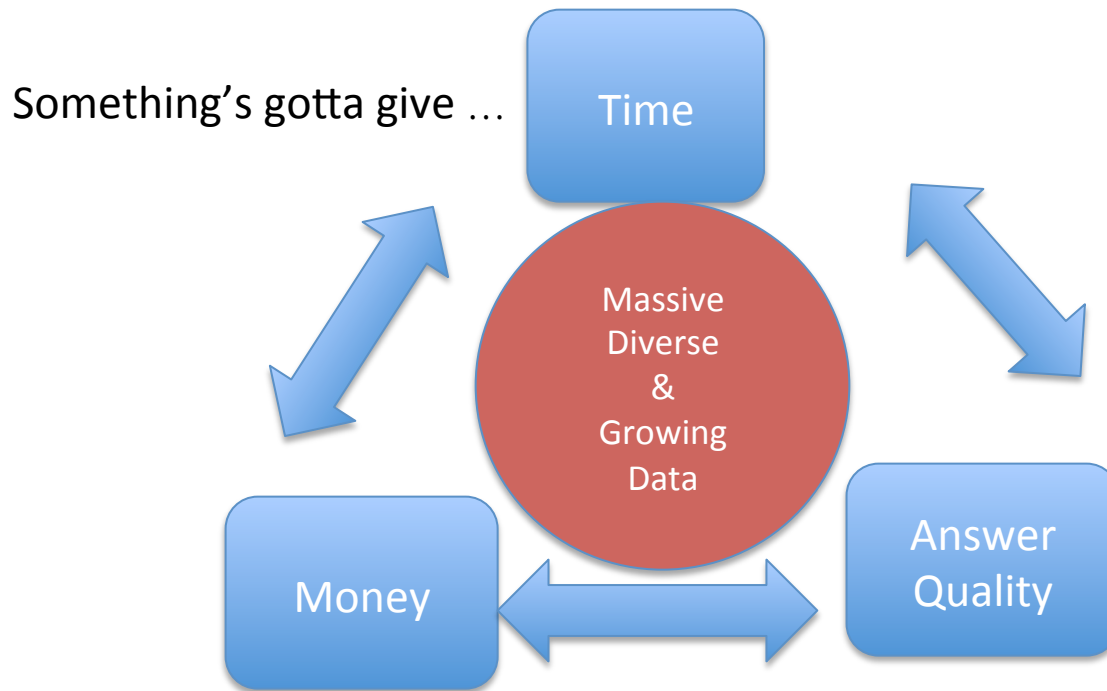 Something’s gotta give …
Time
Massive
Diverse
&
Growing
Data
Money
Answer
Quality